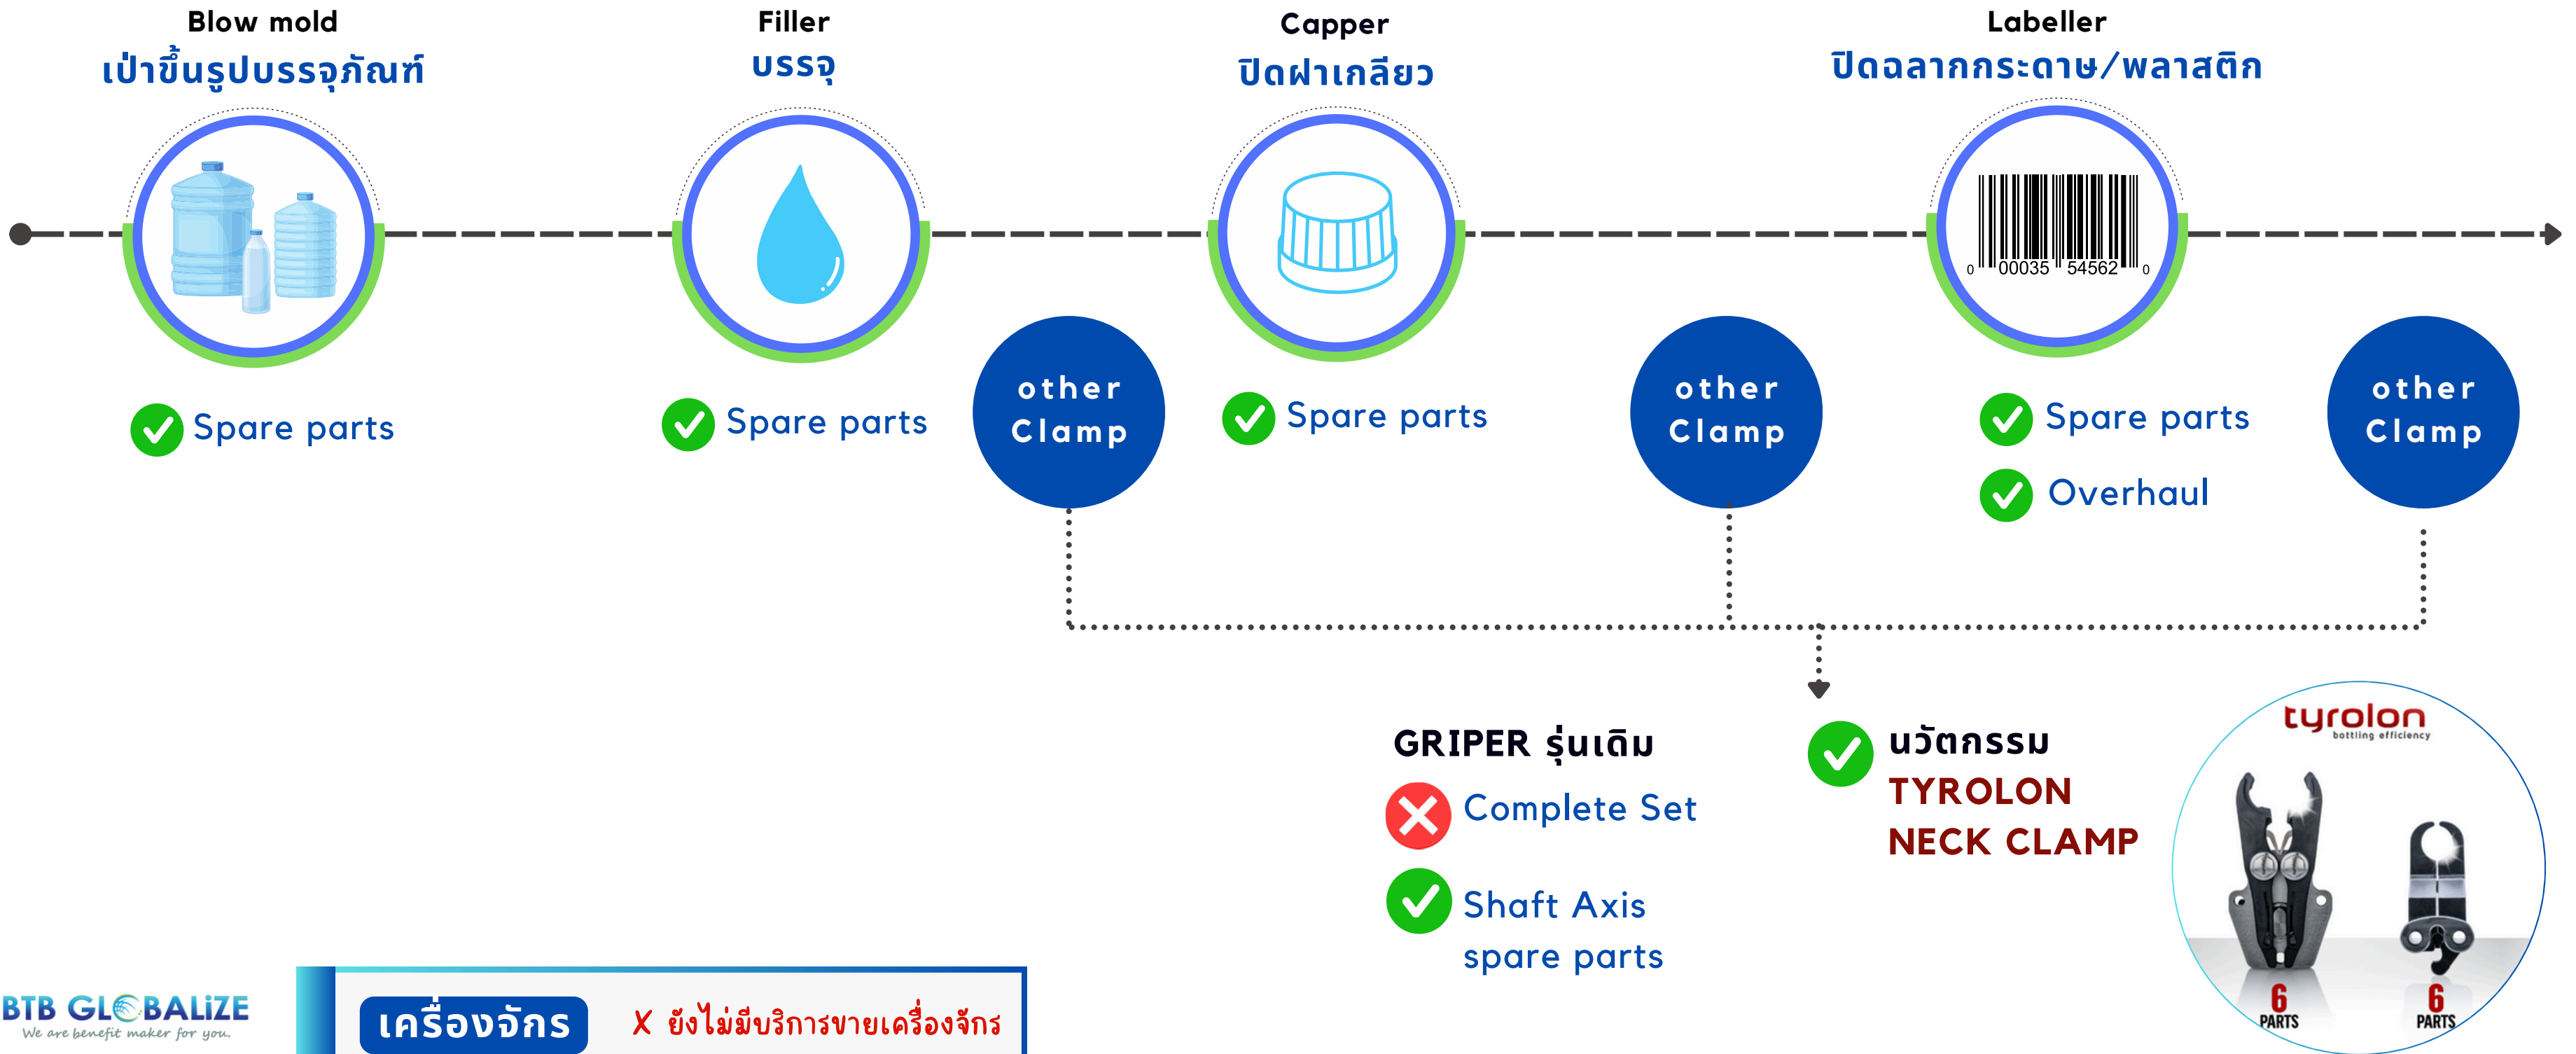 Blow mold
เป่าขึ้นรูปบรรจุภัณฑ์
Filler
บรรจุ
Capper
ปิดฝาเกลียว
Labeller
ปิดฉลากกระดาษ/พลาสติก
0 00035 54562 0
Spare parts
Spare parts
other
Clamp
Spare parts
other
Clamp
Spare parts
Overhaul
other
Clamp
GRIPER รุ่นเดิม
Complete Set
Shaft Axis
spare parts
นวัตกรรม
TYROLON
NECK CLAMP
tyrolon
bottling efficiency
6
PARTS
6
PARTS
BTB GLOBALiZE
We are benefit maker for you.
เครื่องจักร
✗ ยังไม่มีบริการขายเครื่องจักร